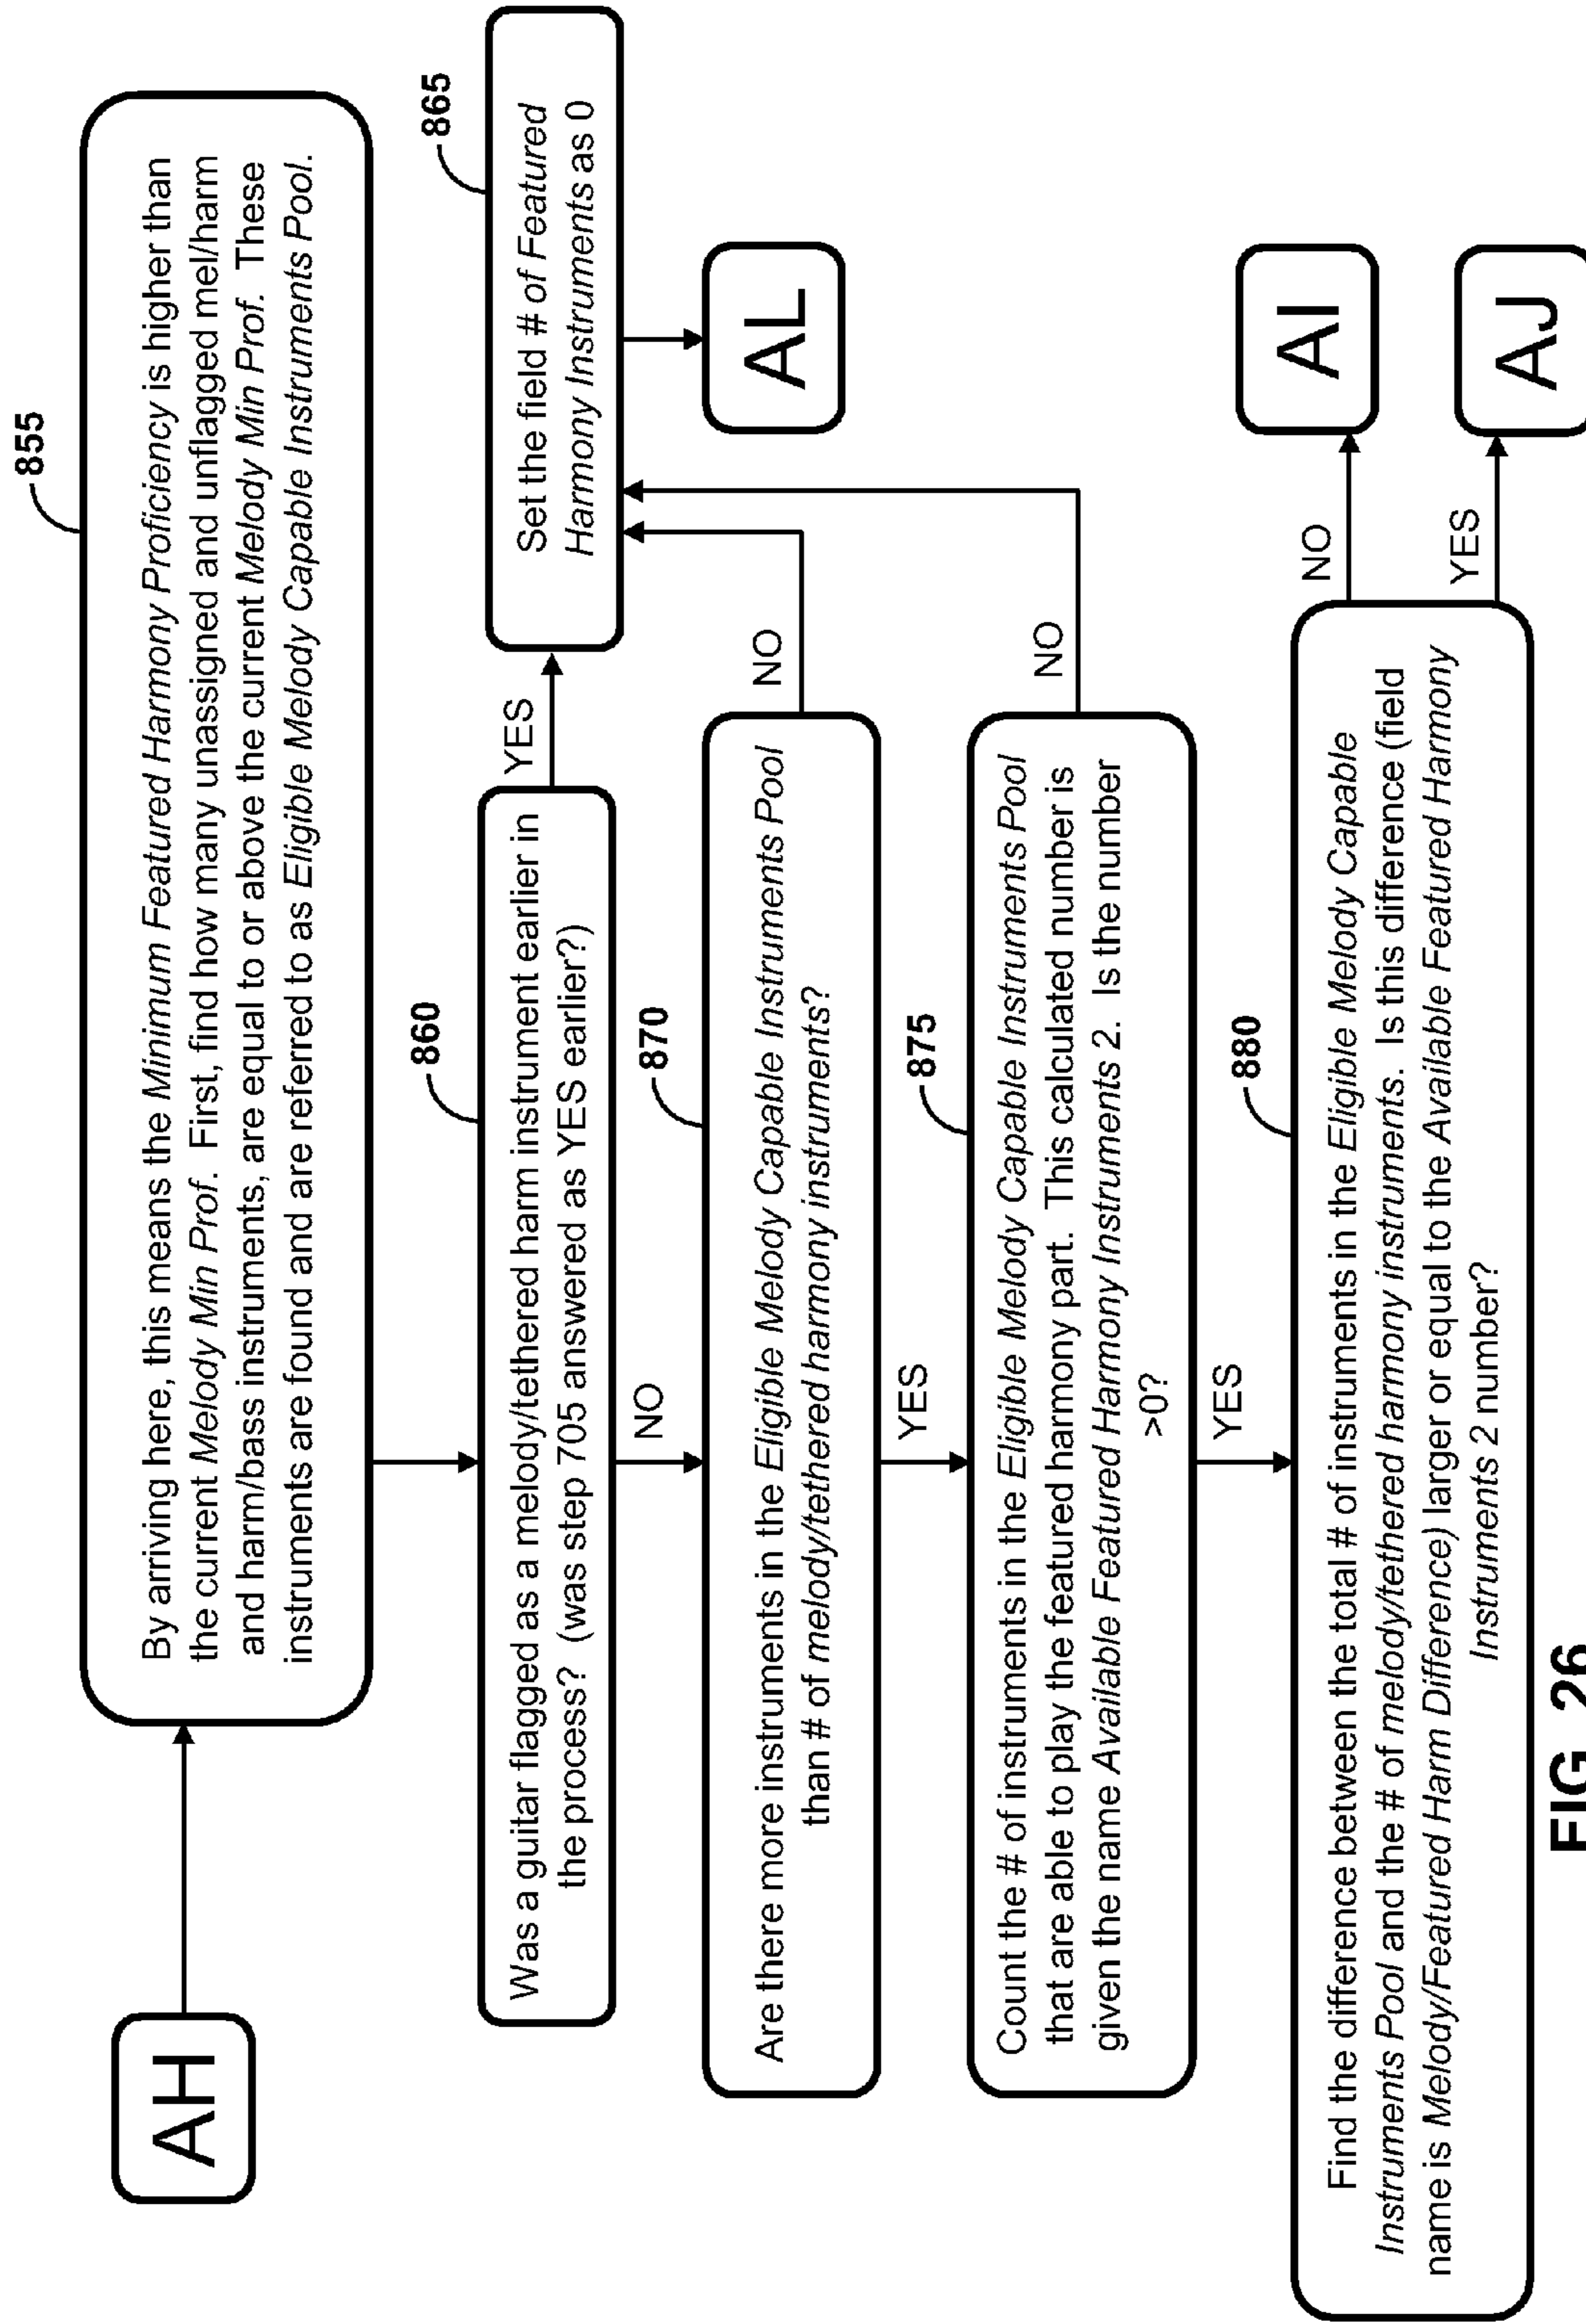 855
AH
By arriving here, this means the Minimum Featured Harmony Proficiency is higher than
the current Melody Min Prof. First, find how many unassigned and unflagged mel/harm
and harm/bass instruments, are equal to or above the current Melody Min Prof. These
instruments are found and are referred to as Eligible Melody Capable Instruments Pool.
860
Was a guitar flagged as a melody/tethered harm instrument earlier in
the process? (was step 705 answered as YES earlier?)
YES
865
Set the field # of Featured
Harmony Instruments as 0
NO
AL
870
Are there more instruments in the Eligible Melody Capable Instruments Pool
than # of melody/tethered harmony instruments?
NO
YES
875
Count the # of instruments in the Eligible Melody Capable Instruments Pool
that are able to play the featured harmony part. This calculated number is
given the name Available Featured Harmony Instruments 2. Is the number
>0?
NO
YES
880
Find the difference between the total # of instruments in the Eligible Melody Capable
Instruments Pool and the # of melody/tethered harmony instruments. Is this difference (field
name is Melody/Featured Harm Difference) larger or equal to the Available Featured Harmony
Instruments 2 number?
NO
AI
YES
AJ
FIG. 26